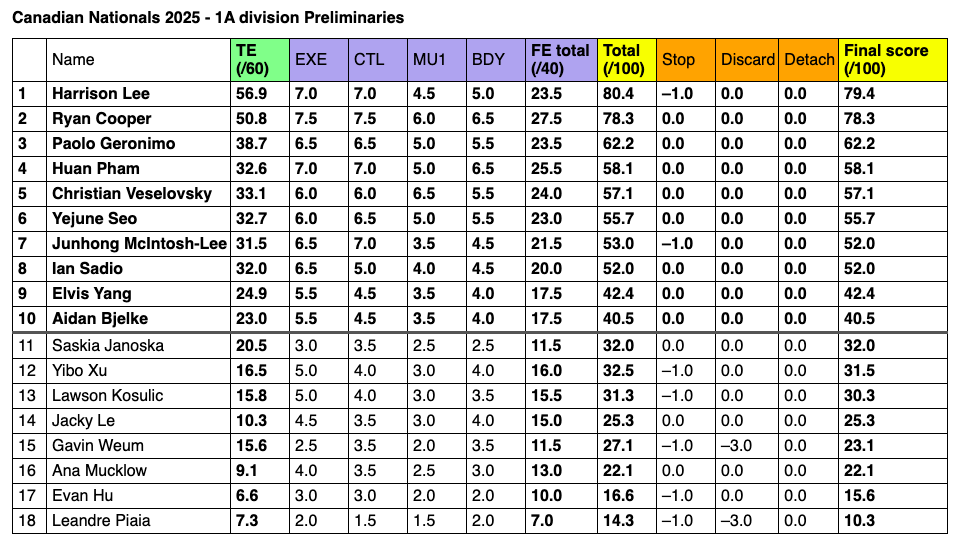 Canadian Nationals 2025 - 1A division Preliminaries
Name TE (/60) EXE CTL MU1 BDY FE total (/40) Total (/100) Stop Discard Detach Final score (/100)
1 Harrison Lee 56.9 7.0 7.0 4.5 5.0 23.5 80.4 –1.0 0.0 0.0 79.4
2 Ryan Cooper 50.8 7.5 7.5 6.0 6.5 27.5 78.3 0.0 0.0 0.0 78.3
3 Paolo Geronimo 38.7 6.5 6.5 5.0 5.5 23.5 62.2 0.0 0.0 0.0 62.2
4 Huan Pham 32.6 7.0 7.0 5.0 6.5 25.5 58.1 0.0 0.0 0.0 58.1
5 Christian Veselovsky 33.1 6.0 6.0 6.5 5.5 24.0 57.1 0.0 0.0 0.0 57.1
6 Yejune Seo 32.7 6.0 6.5 5.0 5.5 23.0 55.7 0.0 0.0 0.0 55.7
7 Junhong McIntosh-Lee 31.5 6.5 7.0 3.5 4.5 21.5 53.0 –1.0 0.0 0.0 52.0
8 Ian Sadio 32.0 6.5 5.0 4.0 4.5 20.0 52.0 0.0 0.0 0.0 52.0
9 Elvis Yang 24.9 5.5 4.5 3.5 4.0 17.5 42.4 0.0 0.0 0.0 42.4
10 Aidan Bjelke 23.0 5.5 4.5 3.5 4.0 17.5 40.5 0.0 0.0 0.0 40.5
11 Saskia Janoska 20.5 3.0 3.5 2.5 2.5 11.5 32.0 0.0 0.0 0.0 32.0
12 Yibo Xu 16.5 5.0 4.0 3.0 4.0 16.0 32.5 –1.0 0.0 0.0 31.5
13 Lawson Kosulic 15.8 5.0 4.0 3.0 3.5 15.5 31.3 –1.0 0.0 0.0 30.3
14 Jacky Le 10.3 4.5 3.5 3.0 4.0 15.0 25.3 0.0 0.0 0.0 25.3
15 Gavin Weum 15.6 2.5 3.5 2.0 3.5 11.5 27.1 –1.0 –3.0 0.0 23.1
16 Ana Mucklow 9.1 4.0 3.5 2.5 3.0 13.0 22.1 0.0 0.0 0.0 22.1
17 Evan Hu 6.6 3.0 3.0 2.0 2.0 10.0 16.6 –1.0 0.0 0.0 15.6
18 Leandre Piaia 7.3 2.0 1.5 1.5 2.0 7.0 14.3 –1.0 –3.0 0.0 10.3